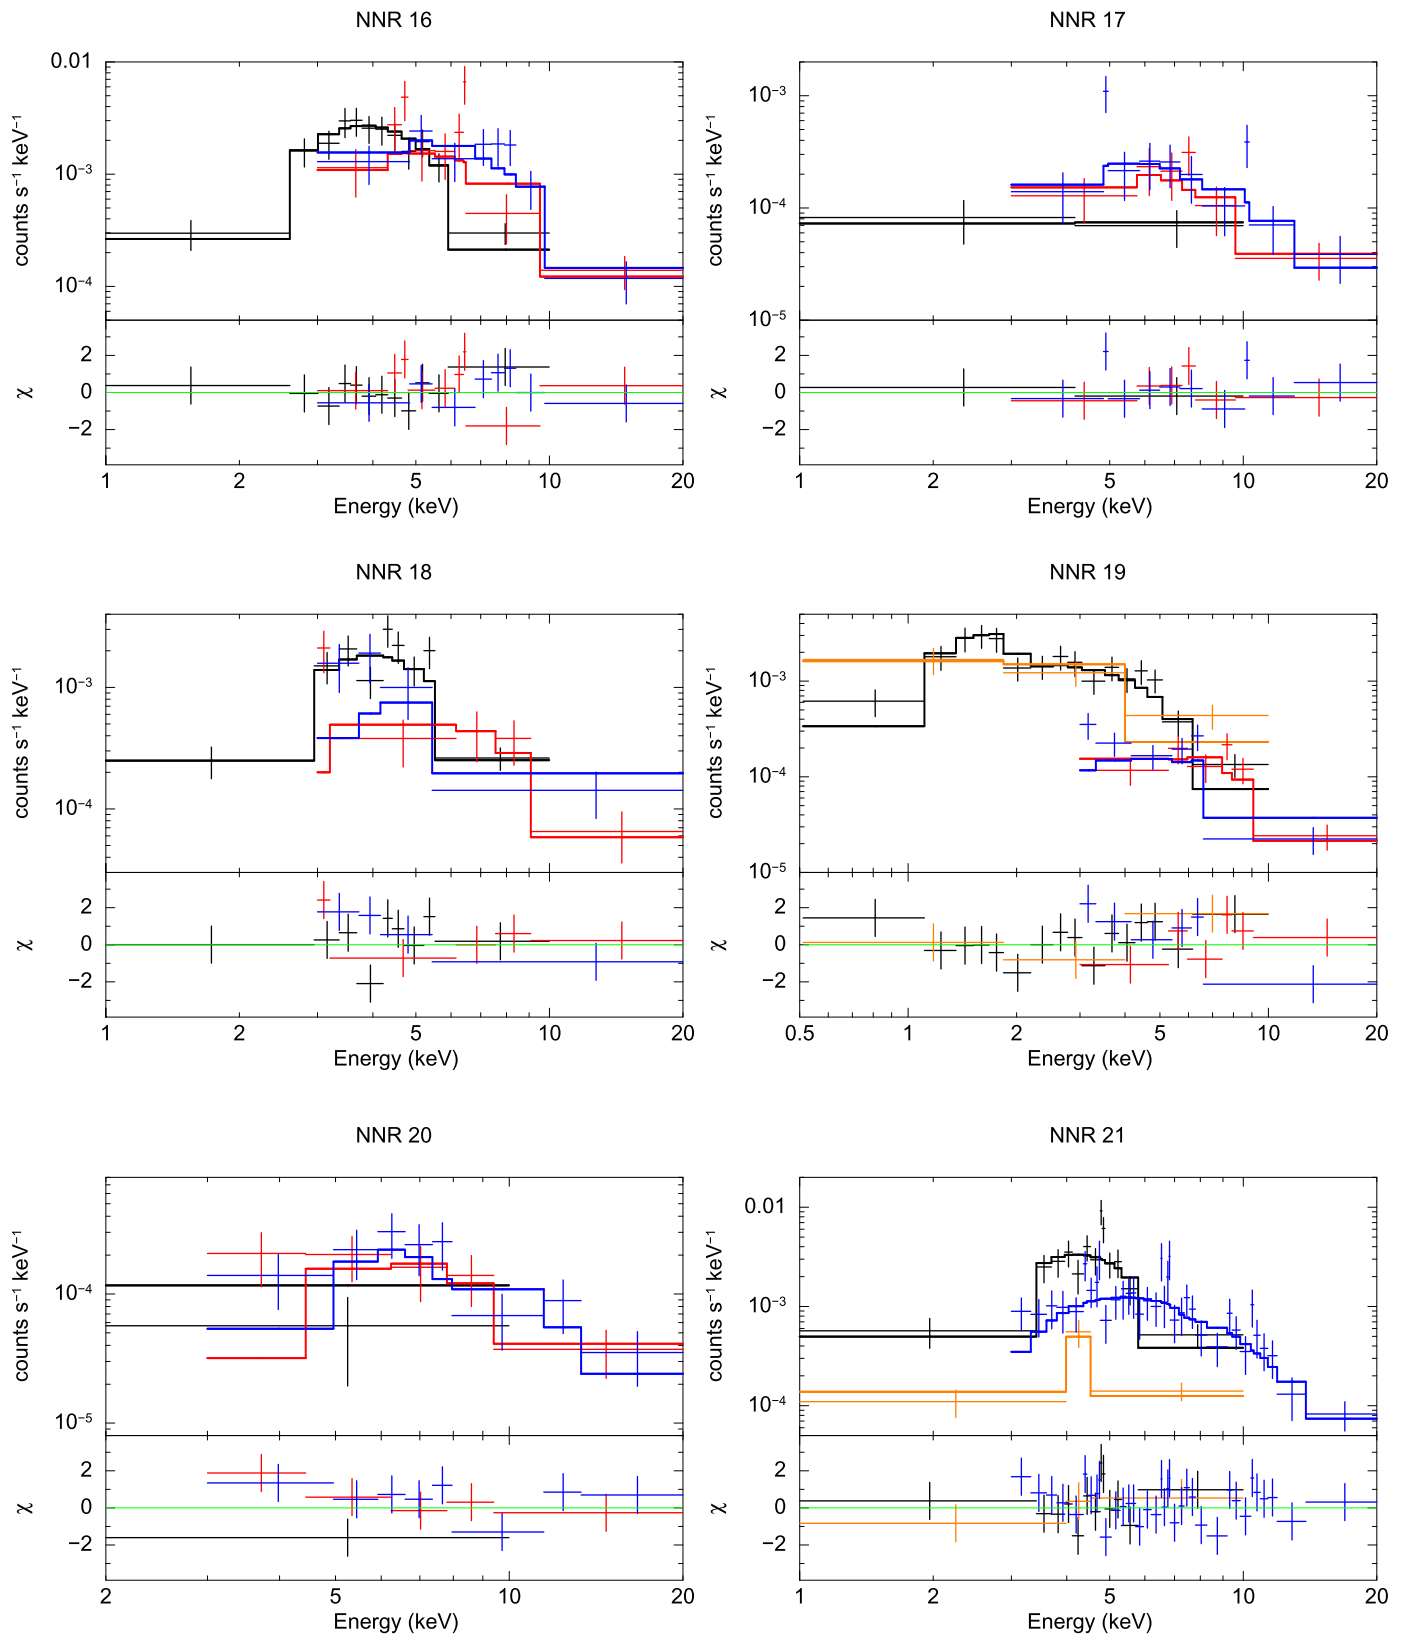 NNR 16
NNR 17
0.01
10⁻³
10⁻⁴
counts s⁻¹ keV⁻¹
2
0
−2
χ
1 2 5 10 20
Energy (keV)
10⁻³
10⁻⁴
10⁻⁵
counts s⁻¹ keV⁻¹
2
0
−2
χ
1 2 5 10 20
Energy (keV)
NNR 18
NNR 19
10⁻³
10⁻⁴
counts s⁻¹ keV⁻¹
2
0
−2
χ
1 2 5 10 20
Energy (keV)
10⁻³
10⁻⁴
10⁻⁵
counts s⁻¹ keV⁻¹
2
0
−2
χ
0.5 1 2 5 10 20
Energy (keV)
NNR 20
NNR 21
10⁻⁴
10⁻⁵
counts s⁻¹ keV⁻¹
2
0
−2
χ
2 5 10 20
Energy (keV)
0.01
10⁻³
10⁻⁴
counts s⁻¹ keV⁻¹
2
0
−2
χ
1 2 5 10 20
Energy (keV)